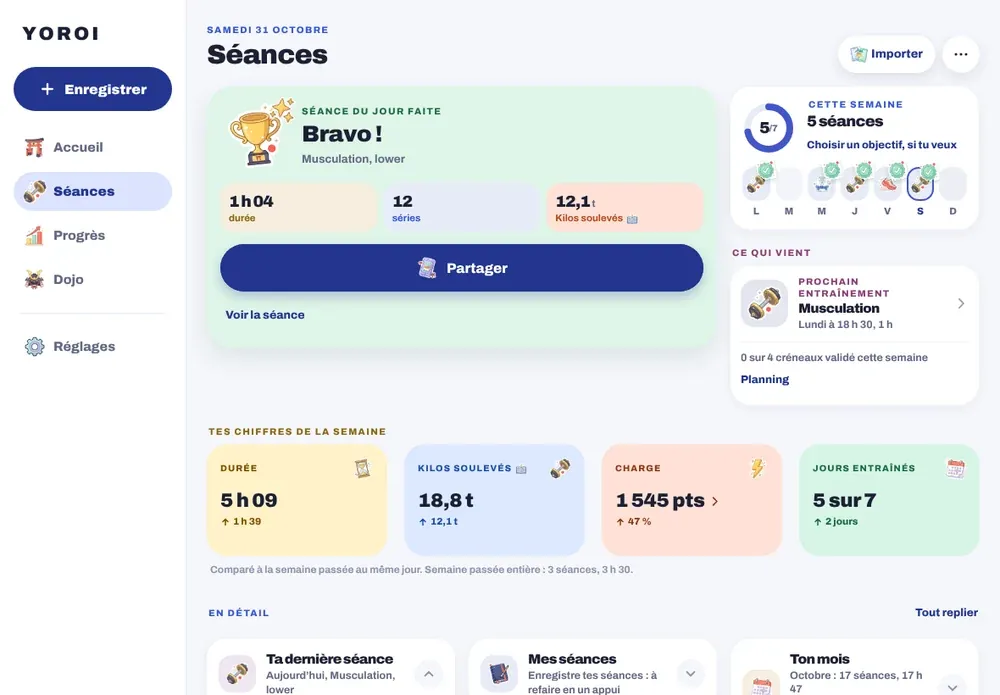 YOROI
+ Enregistrer
Accueil
Séances
Progrès
Dojo
Réglages
SAMEDI 31 OCTOBRE
Séances
Importer
...
SÉANCE DU JOUR FAITE
Bravo !
Musculation, lower
1 h 04
durée
12
séries
12,1 t
Kilos soulevés
Partager
Voir la séance
5/7
CETTE SEMAINE
5 séances
Choisir un objectif, si tu veux
L M M J V S D
CE QUI VIENT
PROCHAIN
ENTRAÎNEMENT
Musculation
Lundi à 18 h 30, 1 h
0 sur 4 créneaux validé cette semaine
Planning
TES CHIFFRES DE LA SEMAINE
DURÉE
5 h 09
↑ 1 h 39
KILOS SOULEVÉS
18,8 t
↑ 12,1 t
CHARGE
1 545 pts
↑ 47 %
JOURS ENTRAÎNÉS
5 sur 7
↑ 2 jours
Comparé à la semaine passée au même jour. Semaine passée entière : 3 séances, 3 h 30.
EN DÉTAIL
Tout replier
Ta dernière séance
Aujourd'hui, Musculation,
lower
Mes séances
Enregistre tes séances : à
refaire en un appui
Ton mois
Octobre : 17 séances, 17 h
47